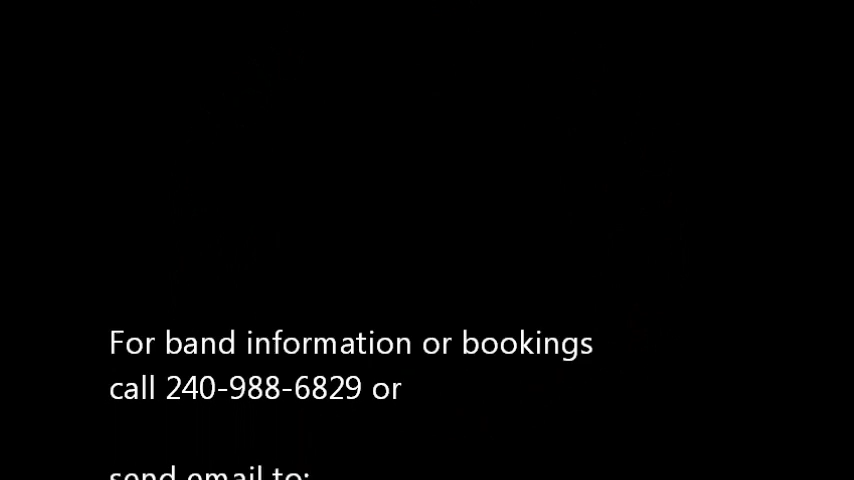 For band information or bookings
call 240-988-6829 or
send email to: